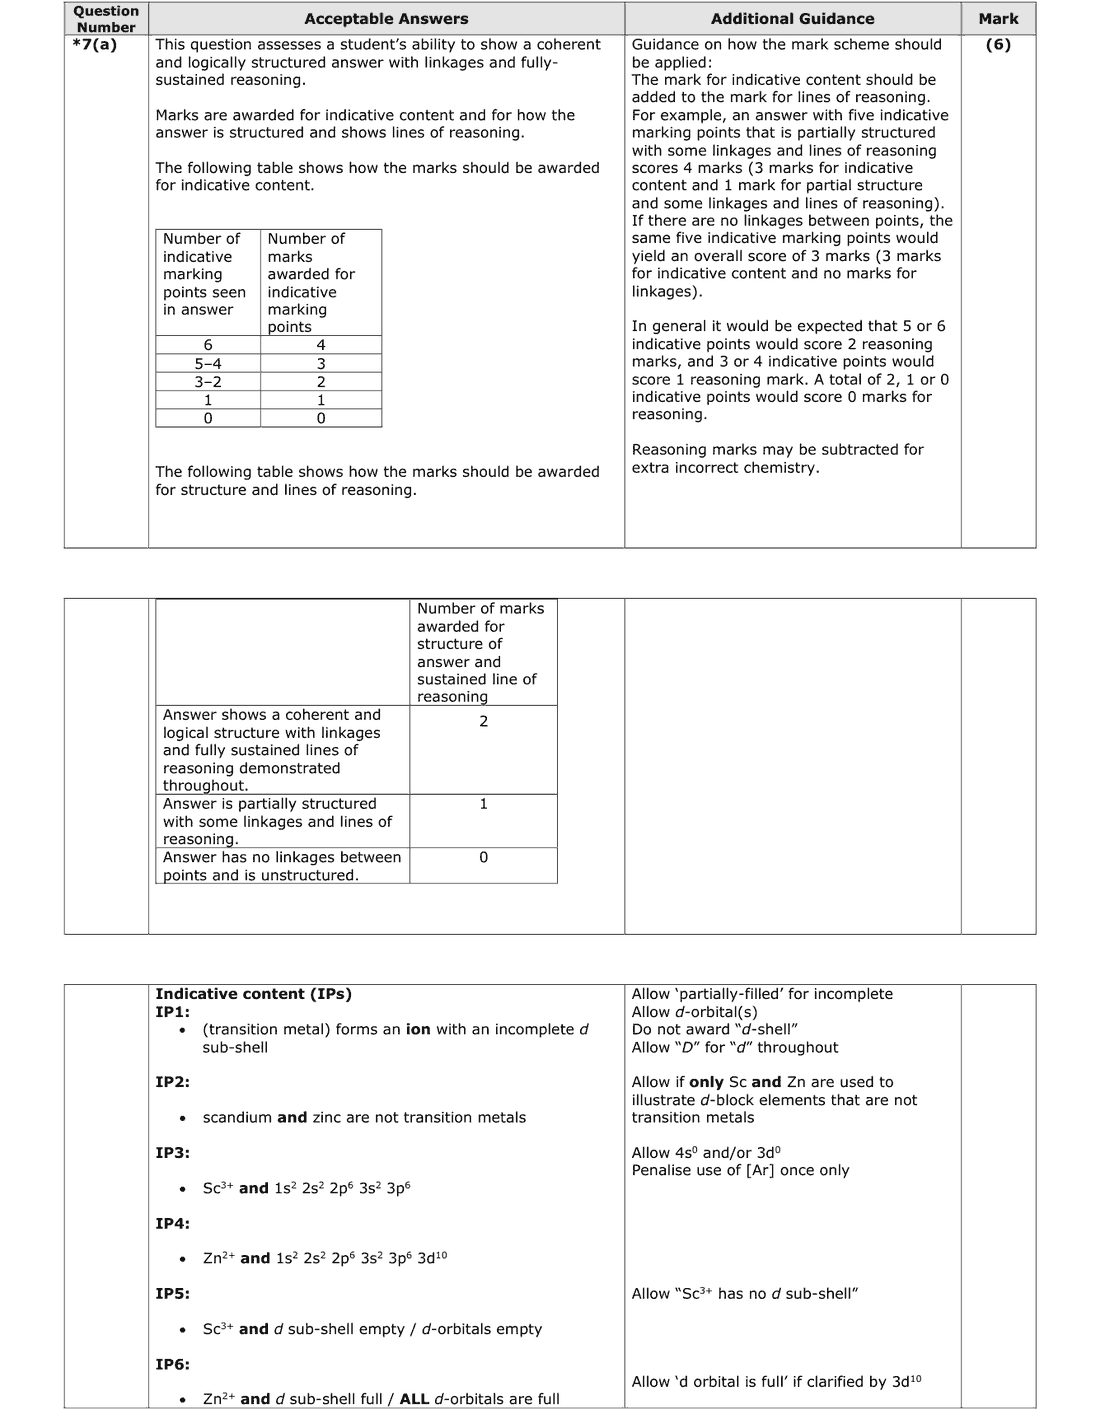 Question Number
Acceptable Answers
Additional Guidance
Mark
*7(a)
This question assesses a student's ability to show a coherent
and logically structured answer with linkages and fully-
sustained reasoning.
Marks are awarded for indicative content and for how the
answer is structured and shows lines of reasoning.
The following table shows how the marks should be awarded
for indicative content.
Number of
indicative
marking
points seen
in answer
Number of
marks
awarded for
indicative
marking
points
6 4
5–4 3
3–2 2
1 1
0 0
The following table shows how the marks should be awarded
for structure and lines of reasoning.
Guidance on how the mark scheme should
be applied:
The mark for indicative content should be
added to the mark for lines of reasoning.
For example, an answer with five indicative
marking points that is partially structured
with some linkages and lines of reasoning
scores 4 marks (3 marks for indicative
content and 1 mark for partial structure
and some linkages and lines of reasoning).
If there are no linkages between points, the
same five indicative marking points would
yield an overall score of 3 marks (3 marks
for indicative content and no marks for
linkages).
In general it would be expected that 5 or 6
indicative points would score 2 reasoning
marks, and 3 or 4 indicative points would
score 1 reasoning mark. A total of 2, 1 or 0
indicative points would score 0 marks for
reasoning.
Reasoning marks may be subtracted for
extra incorrect chemistry.
(6)
Number of marks
awarded for
structure of
answer and
sustained line of
reasoning
Answer shows a coherent and
logical structure with linkages
and fully sustained lines of
reasoning demonstrated
throughout.
2
Answer is partially structured
with some linkages and lines of
reasoning.
1
Answer has no linkages between
points and is unstructured.
0
Indicative content (IPs)
IP1:
• (transition metal) forms an ion with an incomplete d
sub-shell
IP2:
• scandium and zinc are not transition metals
IP3:
• Sc³⁺ and 1s² 2s² 2p⁶ 3s² 3p⁶
IP4:
• Zn²⁺ and 1s² 2s² 2p⁶ 3s² 3p⁶ 3d¹⁰
IP5:
• Sc³⁺ and d sub-shell empty / d-orbitals empty
IP6:
• Zn²⁺ and d sub-shell full / ALL d-orbitals are full
Allow 'partially-filled' for incomplete
Allow d-orbital(s)
Do not award "d-shell"
Allow "D" for "d" throughout
Allow if only Sc and Zn are used to
illustrate d-block elements that are not
transition metals
Allow 4s⁰ and/or 3d⁰
Penalise use of [Ar] once only
Allow "Sc³⁺ has no d sub-shell"
Allow 'd orbital is full' if clarified by 3d¹⁰